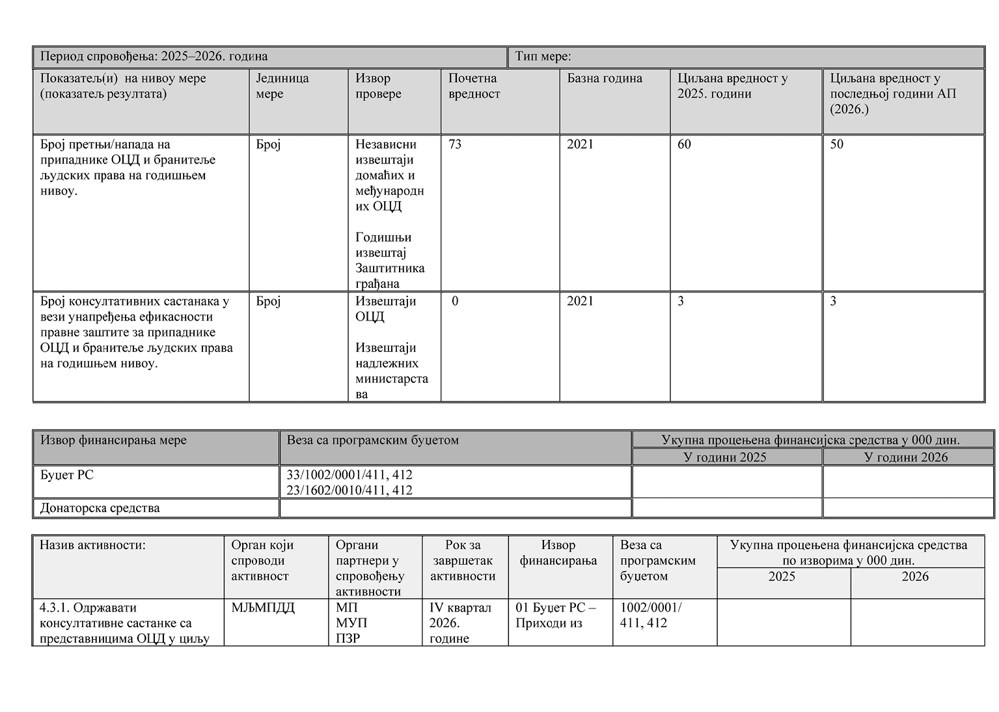 Период спровођења: 2025–2026. година
Тип мере:
Показатељ(и) на нивоу мере
(показатељ резултата)
Јединица
мере
Извор
провере
Почетна
вредност
Базна година
Циљана вредност у
2025. години
Циљана вредност у
последњој години АП
(2026.)
Број претњи/напада на
припаднике ОЦД и бранитеље
људских права на годишњем
нивоу.
Број
Независни
извештаји
домаћих и
међународн
их ОЦД
Годишњи
извештај
Заштитника
грађана
73
2021
60
50
Број консултативних састанака у
вези унапређења ефикасности
правне заштите за припаднике
ОЦД и бранитеље људских права
на годишњем нивоу.
Број
Извештаји
ОЦД
Извештаји
надлежних
министарста
ва
0
2021
3
3
Извор финансирања мере
Веза са програмским буџетом
Укупна процењена финансијска средства у 000 дин.
У години 2025
У години 2026
Буџет РС
33/1002/0001/411, 412
23/1602/0010/411, 412
Донаторска средства
Назив активности:
Орган који
спроводи
активност
Органи
партнери у
спровођењу
активности
Рок за
завршетак
активности
Извор
финансирања
Веза са
програмским
буџетом
Укупна процењена финансијска средства
по изворима у 000 дин.
2025
2026
4.3.1. Одржавати
консултативне састанке са
представницима ОЦД у циљу
МЉМПДД
МП
МУП
ПЗР
IV квартал
2026.
године
01 Буџет РС –
Приходи из
1002/0001/
411, 412